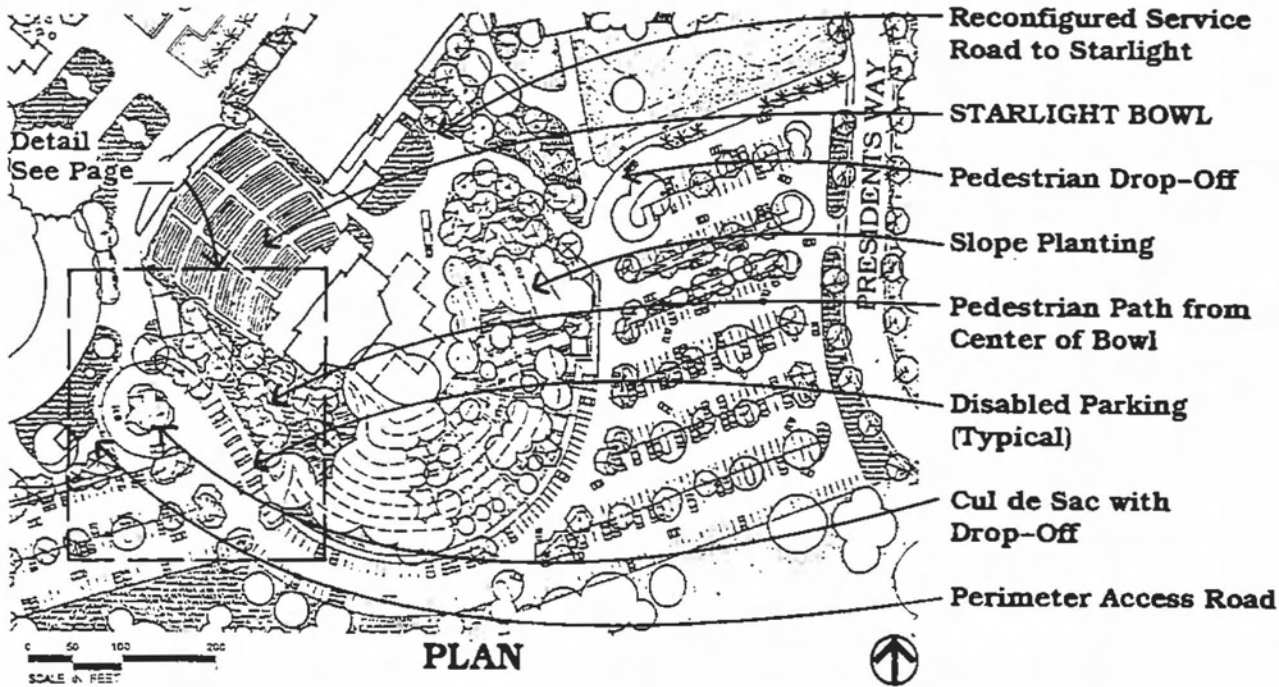 Reconfigured Service
Road to Starlight
STARLIGHT BOWL
Detail
See Page
Pedestrian Drop-Off
PRESIDENTS WAY
Slope Planting
Pedestrian Path from
Center of Bowl
Disabled Parking
(Typical)
Cul de Sac with
Drop-Off
Perimeter Access Road
0 50 100 200
SCALE IN FEET
PLAN